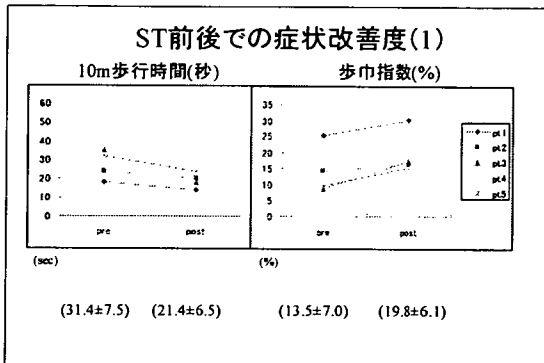 ST前後での症状改善度(1)
10m歩行時間(秒)
歩巾指数(%)
60
50
40
30
20
10
0
pre
post
35
30
25
20
15
10
5
0
pre
post
pt1
pt2
pt3
pt4
pt5
(sec)
(%)
(31.4±7.5)
(21.4±6.5)
(13.5±7.0)
(19.8±6.1)